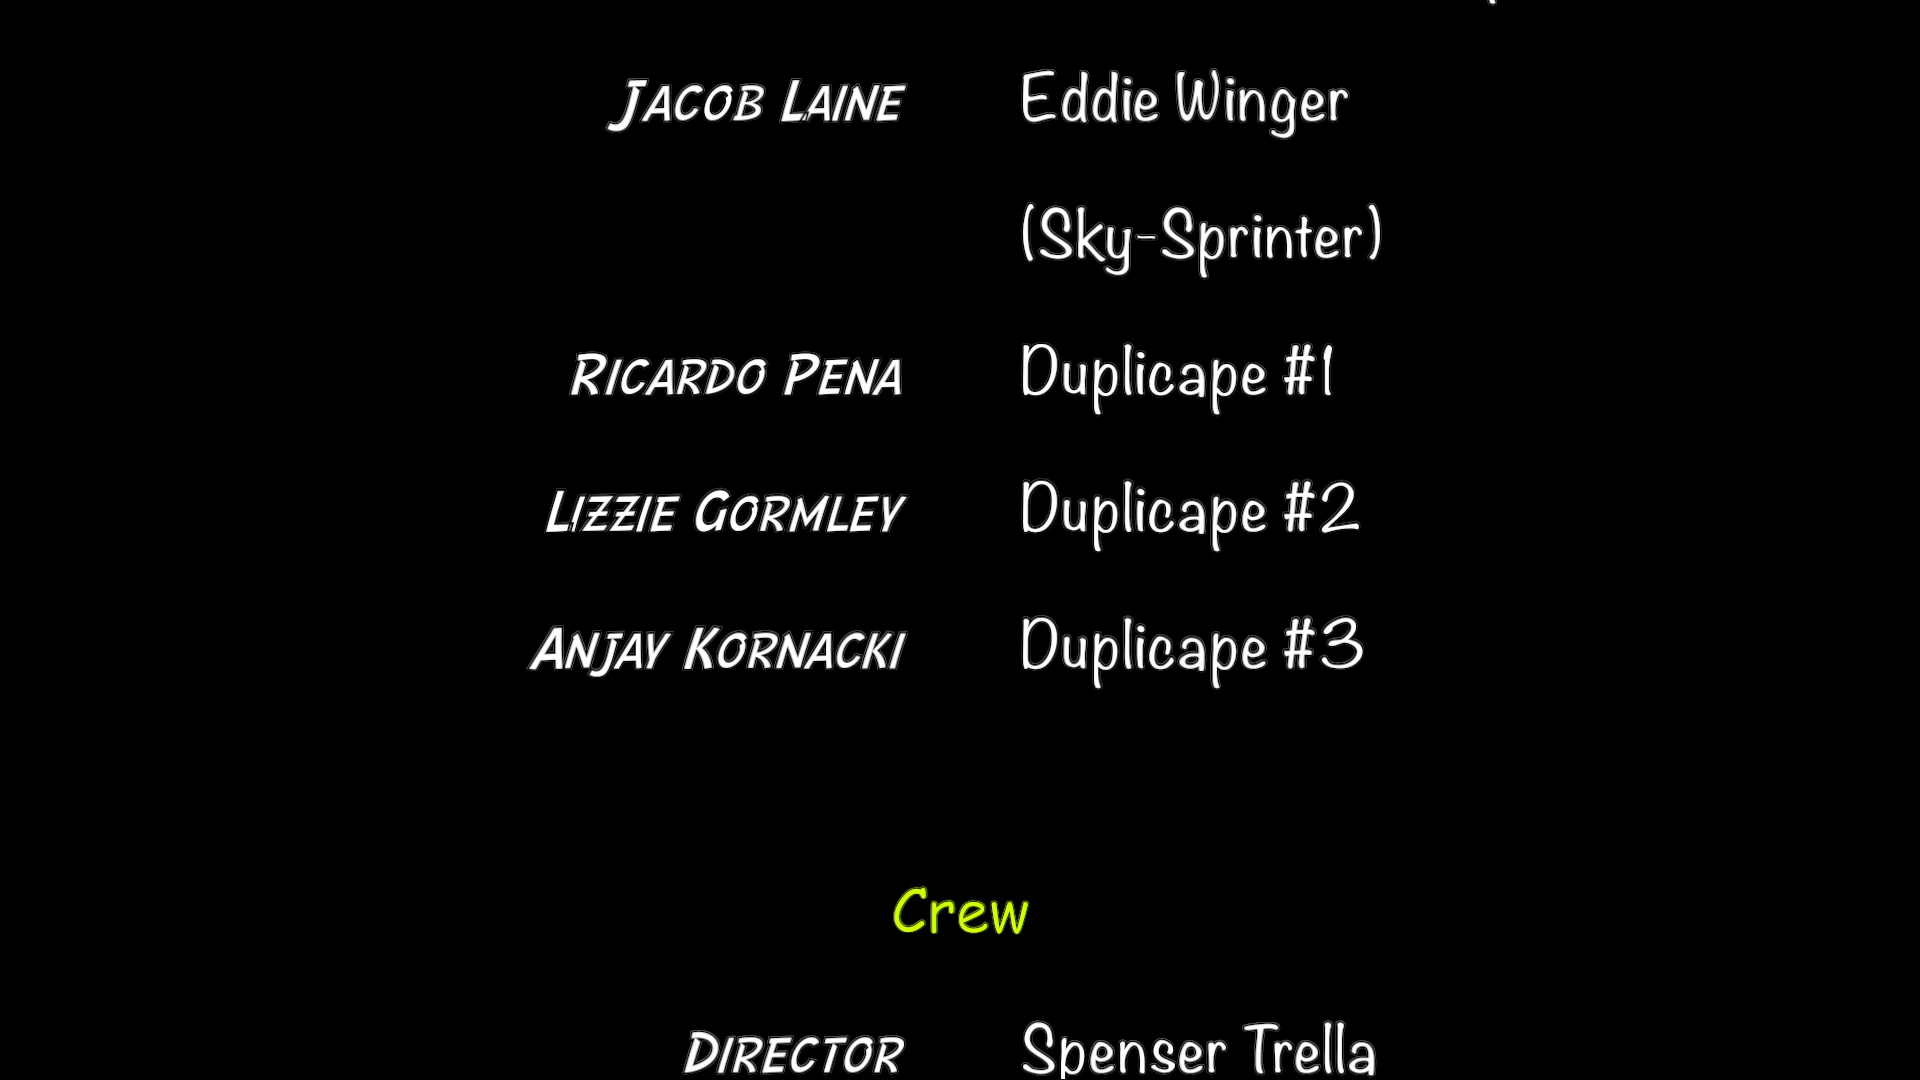 Jacob Laine Eddie Winger
(Sky-Sprinter)
Ricardo Pena Duplicape #1
Lizzie Gormley Duplicape #2
Anjay Kornacki Duplicape #3
Crew
Director Spenser Trella